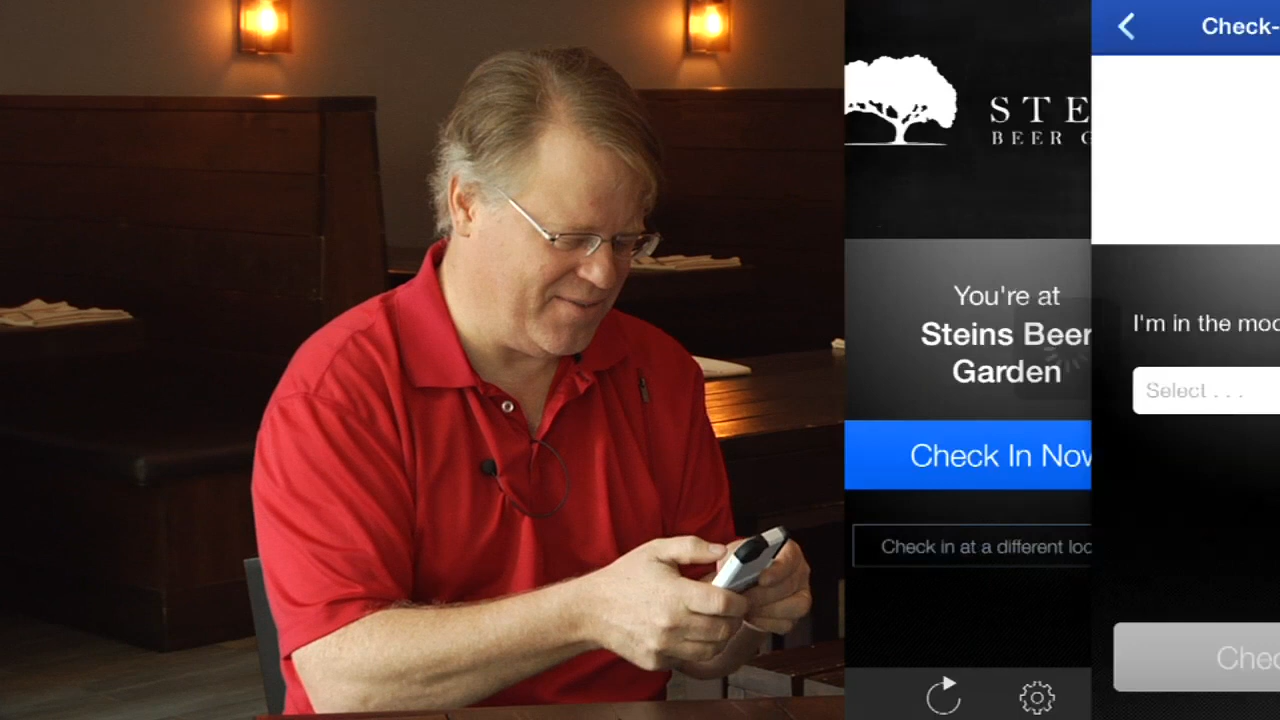 STE
BEER G
You're at
Steins Beer
Garden
Check In Now
Check in at a different loc
Check-
I'm in the moo
Select . . .
Chec